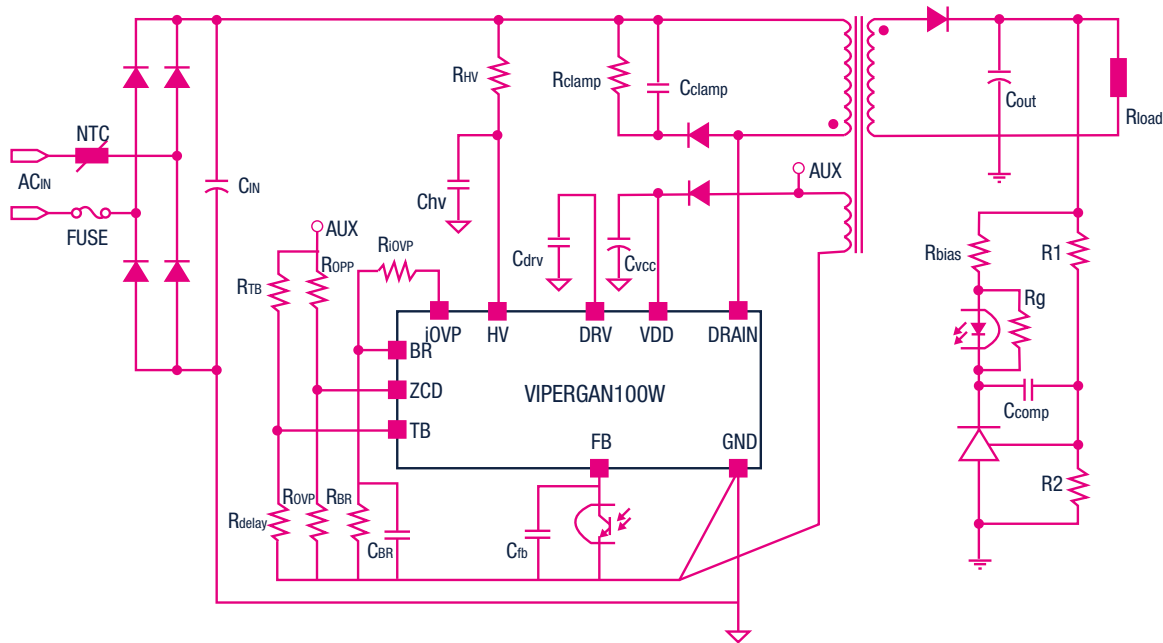 RHV
Rclamp
Cclamp
Cout
Rload
NTC
ACIN
FUSE
CIN
Chv
AUX
AUX
RiOVP
ROPP
RTB
Cdrv
Cvcc
Rbias
R1
Rg
iOVP
HV
DRV
VDD
DRAIN
BR
ZCD
TB
VIPERGAN100W
FB
GND
Ccomp
R2
Rdelay
ROVP
RBR
CBR
Cfb